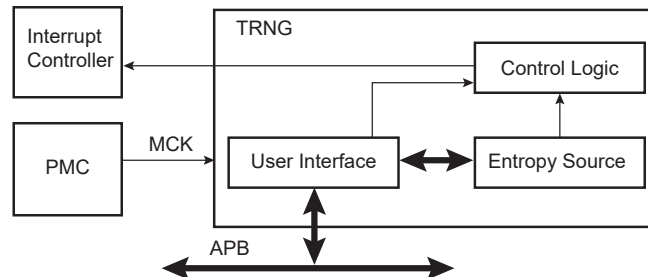 TRNG
Interrupt
Controller
Control Logic
MCK
PMC
User Interface
Entropy Source
APB